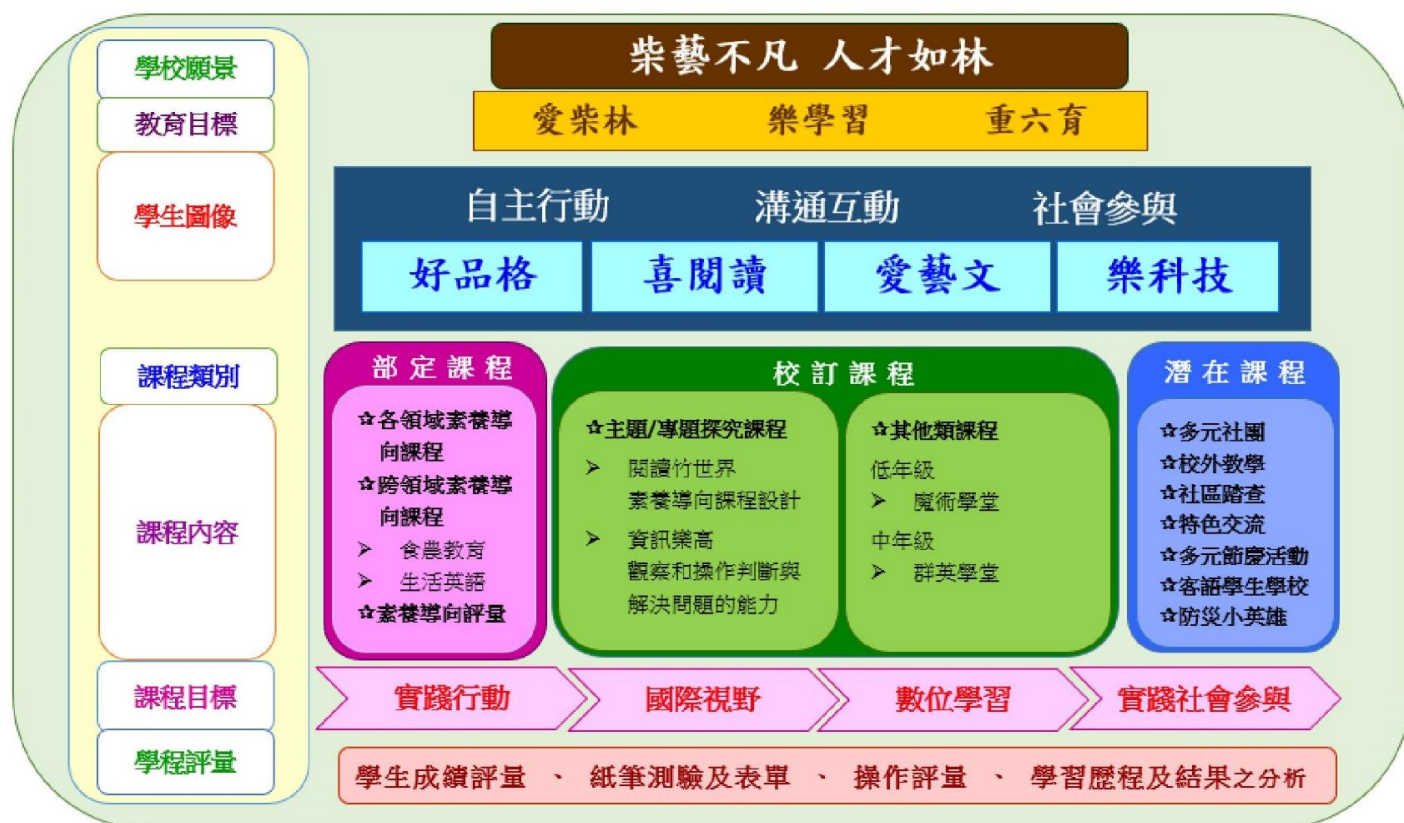 學校願景
柴藝不凡 人才如林
教育目標
愛柴林 樂學習 重六育
學生圖像
自主行動 溝通互動 社會參與
好品格 喜閱讀 愛藝文 樂科技
課程類別
部定課程
校訂課程
潛在課程
課程內容
☆各領域素養導
向課程
☆跨領域素養導
向課程
➢ 食農教育
➢ 生活英語
☆素養導向評量
☆主題/專題探究課程
➢ 閱讀竹世界
素養導向課程設計
➢ 資訊樂高
觀察和操作判斷與
解決問題的能力
☆其他類課程
低年級
➢ 魔術學堂
中年級
➢ 群英學堂
☆多元社團
☆校外教學
☆社區踏查
☆特色交流
☆多元節慶活動
☆客語學生學校
☆防災小英雄
課程目標
實踐行動 國際視野 數位學習 實踐社會參與
學程評量
學生成績評量 、 紙筆測驗及表單 、 操作評量 、 學習歷程及結果之分析